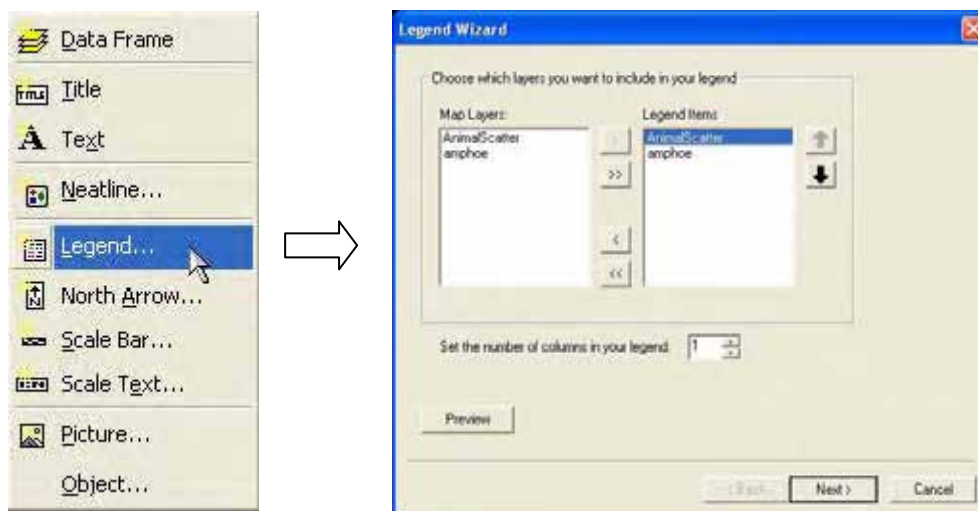 Data Frame
Title
Text
Neatline...
Legend...
North Arrow...
Scale Bar...
Scale Text...
Picture...
Object...
Legend Wizard
Choose which layers you want to include in your legend
Map Layers:
AnimalScatter
amphoe
>
>>
<
<<
Legend Items
AnimalScatter
amphoe
Set the number of columns in your legend: 1
Preview
< Back
Next >
Cancel